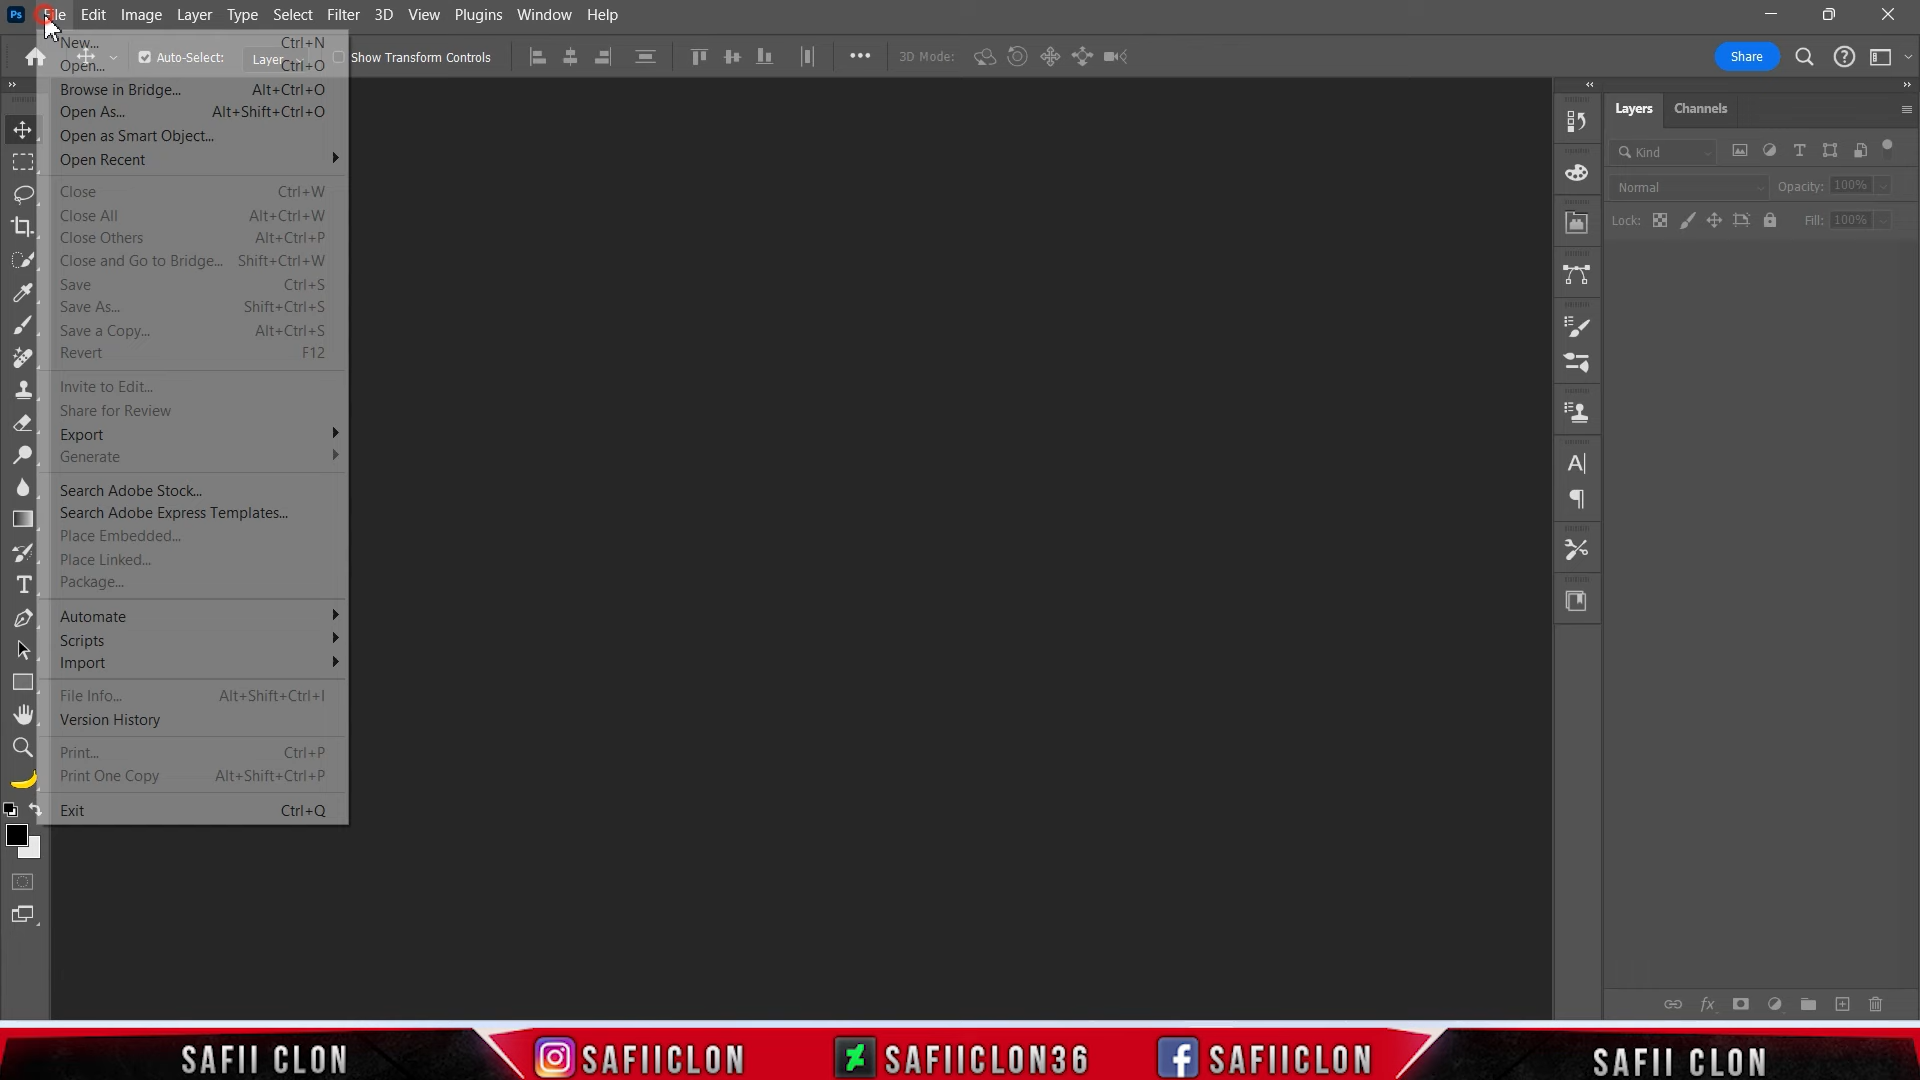 Ps File Edit Image Layer Type Select Filter 3D View Plugins Window Help
Auto-Select: Layer Show Transform Controls 3D Mode: Share
New... Ctrl+N
Open... Ctrl+O
Browse in Bridge... Alt+Ctrl+O
Open As... Alt+Shift+Ctrl+O
Open as Smart Object...
Open Recent
Close Ctrl+W
Close All Alt+Ctrl+W
Close Others Alt+Ctrl+P
Close and Go to Bridge... Shift+Ctrl+W
Save Ctrl+S
Save As... Shift+Ctrl+S
Save a Copy... Alt+Ctrl+S
Revert F12
Invite to Edit...
Share for Review
Export
Generate
Search Adobe Stock...
Search Adobe Express Templates...
Place Embedded...
Place Linked...
Package...
Automate
Scripts
Import
File Info... Alt+Shift+Ctrl+I
Version History
Print... Ctrl+P
Print One Copy Alt+Shift+Ctrl+P
Exit Ctrl+Q
Layers Channels
Kind
Normal Opacity: 100%
Lock: Fill: 100%
SAFII CLON SAFIICLON SAFIICLON36 SAFIICLON SAFII CLON